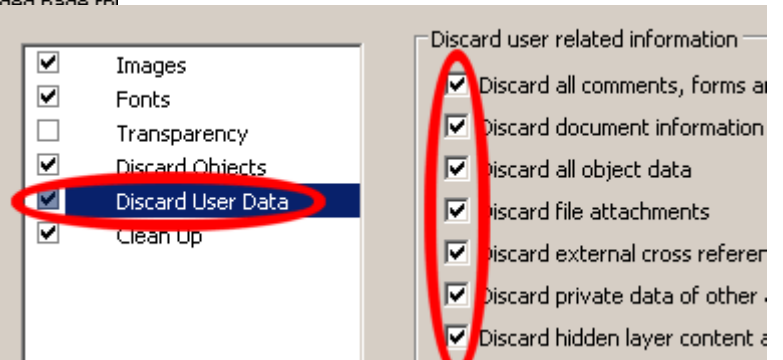 Images
Fonts
Transparency
Discard Objects
Discard User Data
Clean Up
Discard user related information
Discard all comments, forms
Discard document information
Discard all object data
Discard file attachments
Discard external cross
Discard private data of other
Discard hidden layer content